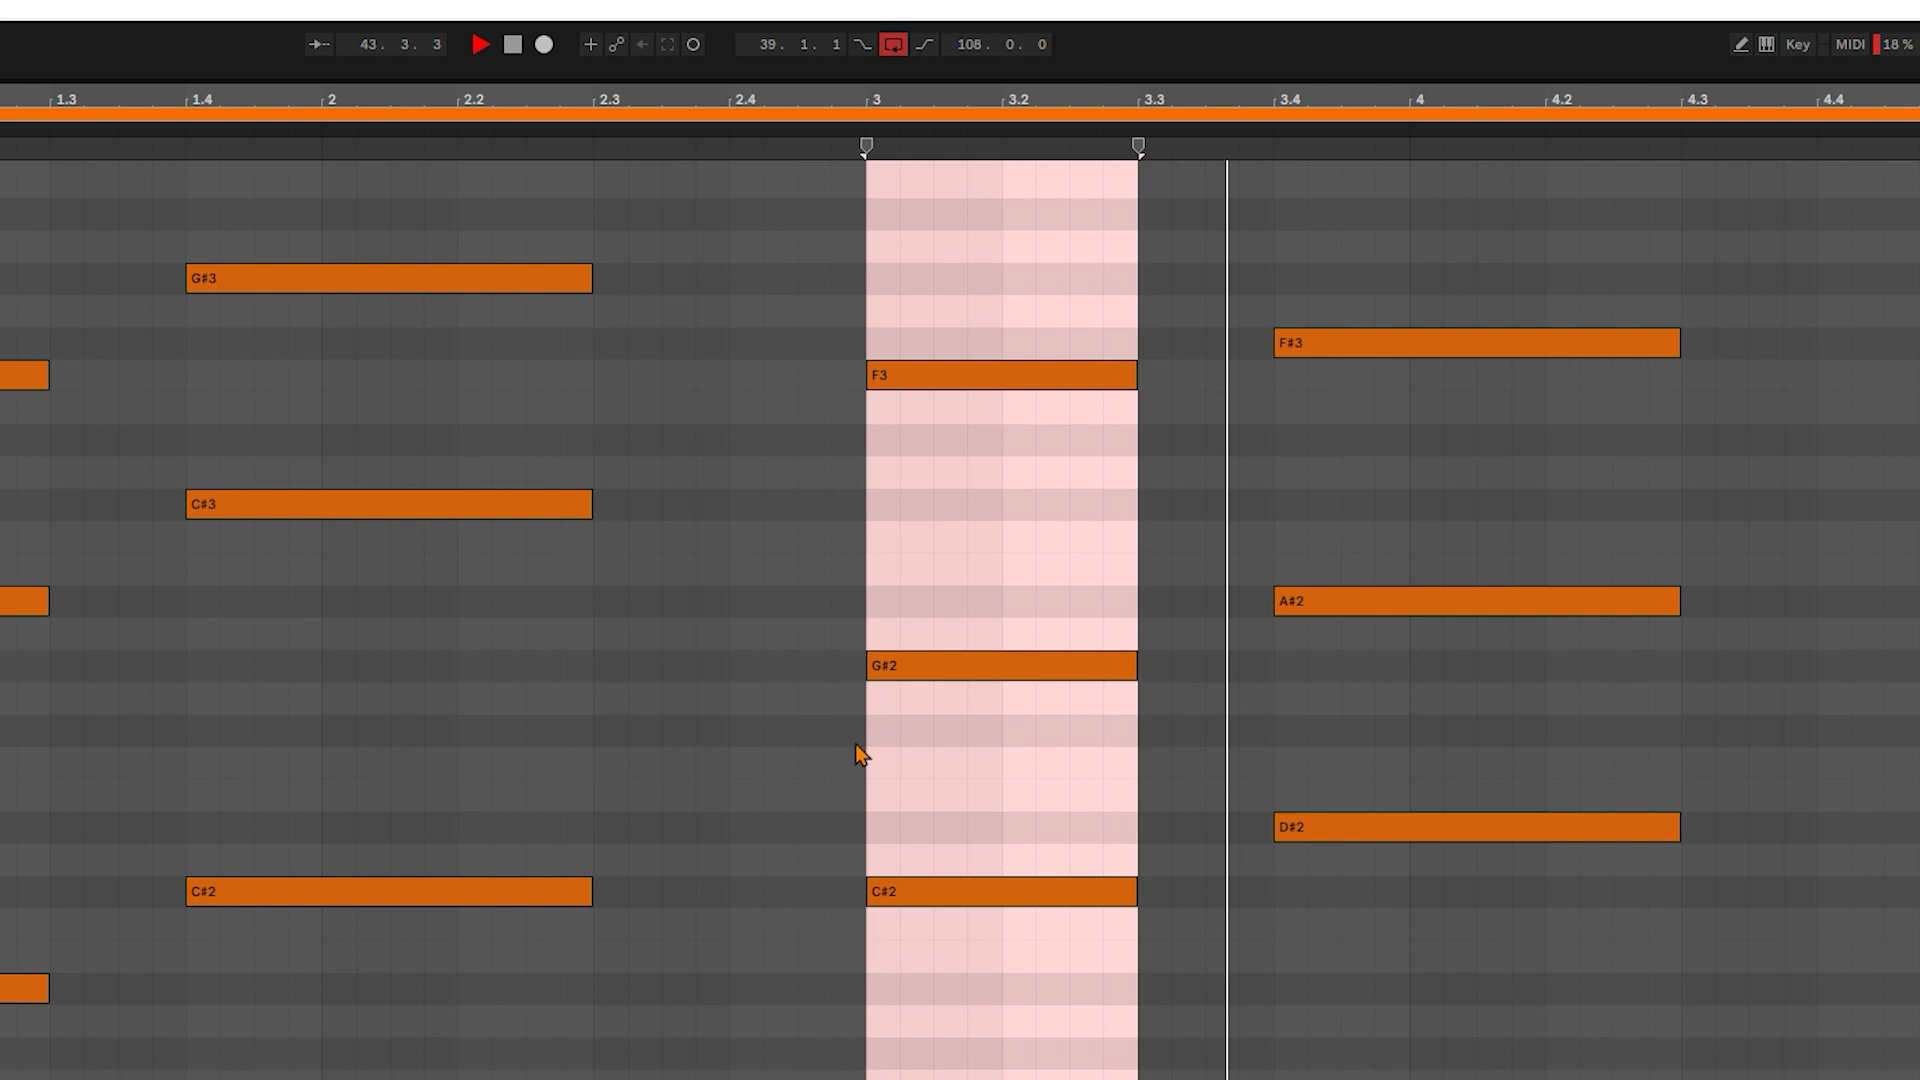 43. 3. 3 39. 1. 1 108. 0. 0 Key MIDI 18 %
1.3 1.4 2 2.2 2.3 2.4 3 3.2 3.3 3.4 4 4.2 4.3 4.4
G#3
F#3
F3
C#3
A#2
G#2
D#2
C#2 C#2